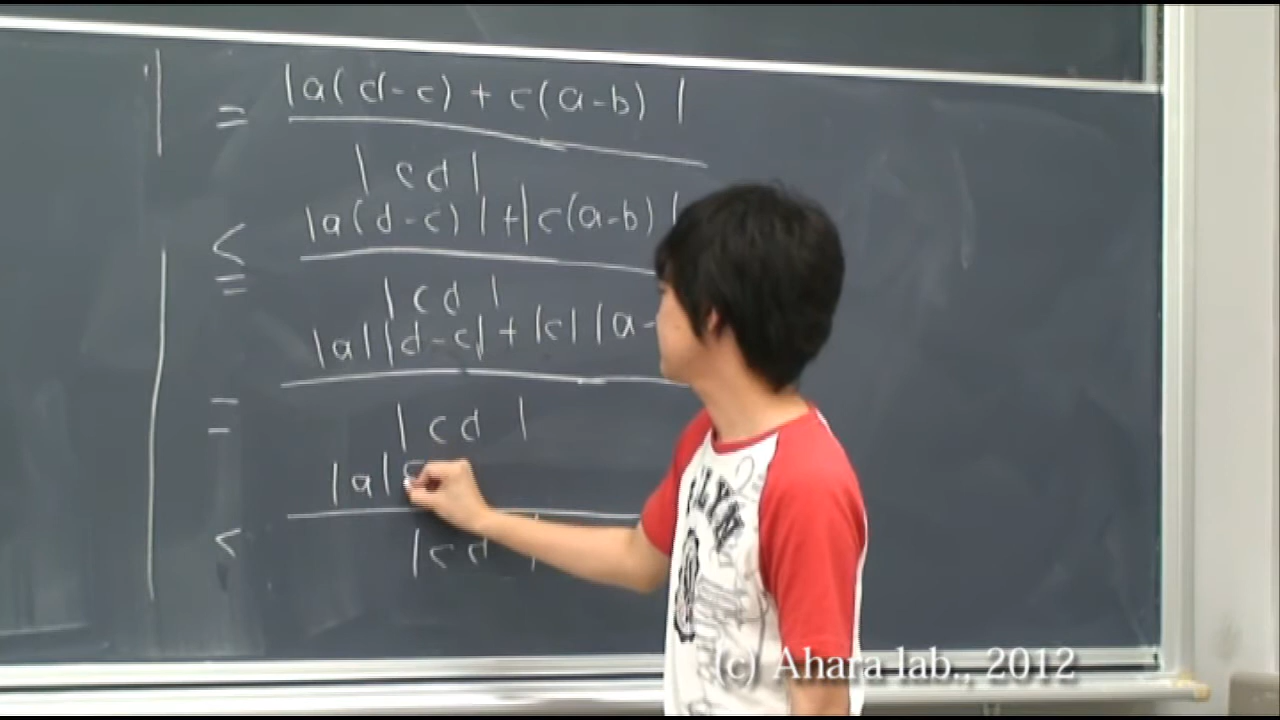 = |a(d-c)+c(a-b)|
|cd|
≦ |a(d-c)|+|c(a-b)|
|cd|
= |a||d-c|+|c||a-
|cd|
< |a|
|cd|
(c) Ahara lab., 2012